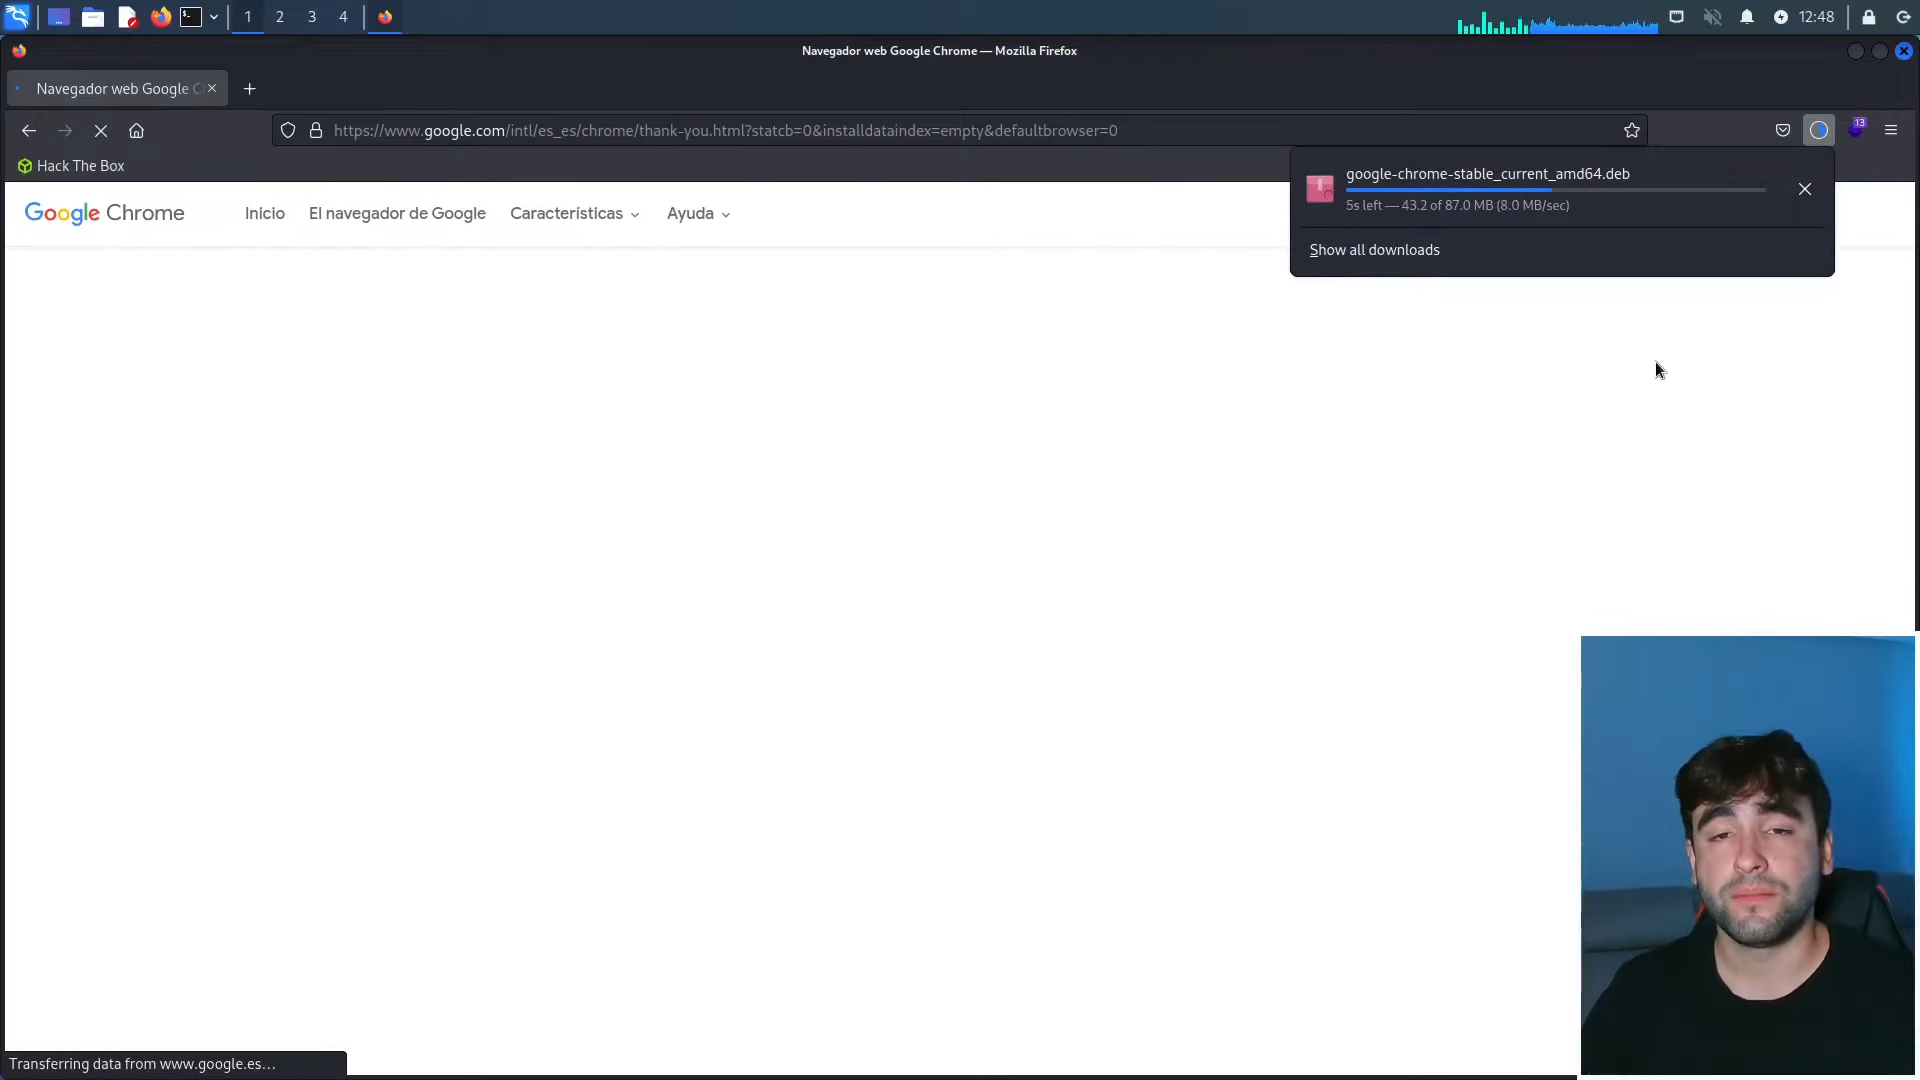 1 2 3 4
12:48
Navegador web Google Chrome — Mozilla Firefox
Navegador web Google C
https://www.google.com/intl/es_es/chrome/thank-you.html?statcb=0&installdataindex=empty&defaultbrowser=0
13
Hack The Box
google-chrome-stable_current_amd64.deb
5s left — 43.2 of 87.0 MB (8.0 MB/sec)
Show all downloads
Google Chrome Inicio El navegador de Google Características Ayuda
Transferring data from www.google.es…